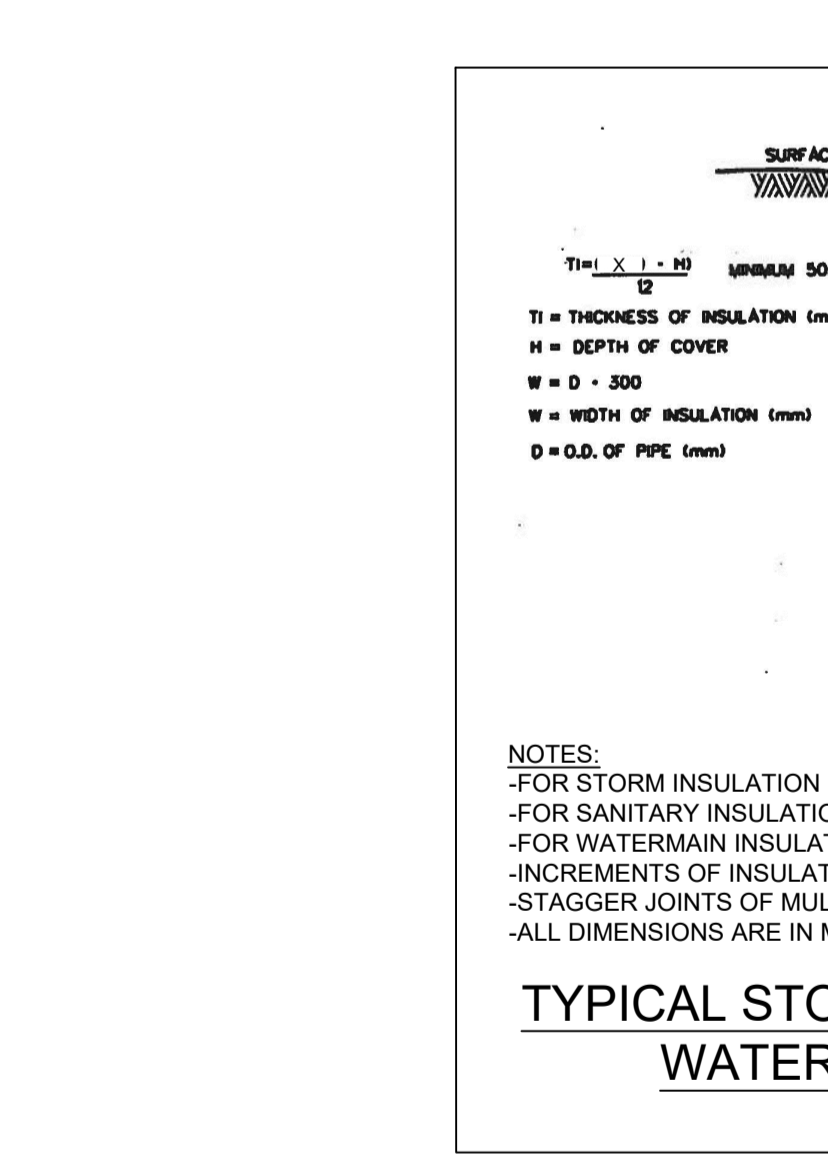 SURFAC
TI=( X ) - H)
12
MINIMUM 50
TI = THICKNESS OF INSULATION (m
H = DEPTH OF COVER
W = D + 300
W = WIDTH OF INSULATION (mm)
D = O.D. OF PIPE (mm)
NOTES:
-FOR STORM INSULATION
-FOR SANITARY INSULATIO
-FOR WATERMAIN INSULAT
-INCREMENTS OF INSULAT
-STAGGER JOINTS OF MUL
-ALL DIMENSIONS ARE IN M
TYPICAL STO
WATER